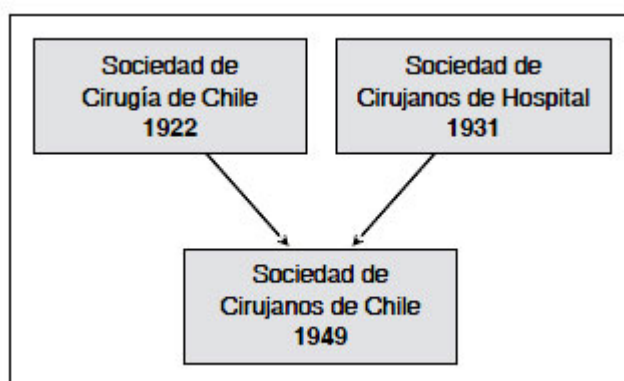 Sociedad de
Cirugía de Chile
1922
Sociedad de
Cirujanos de Hospital
1931
Sociedad de
Cirujanos de Chile
1949